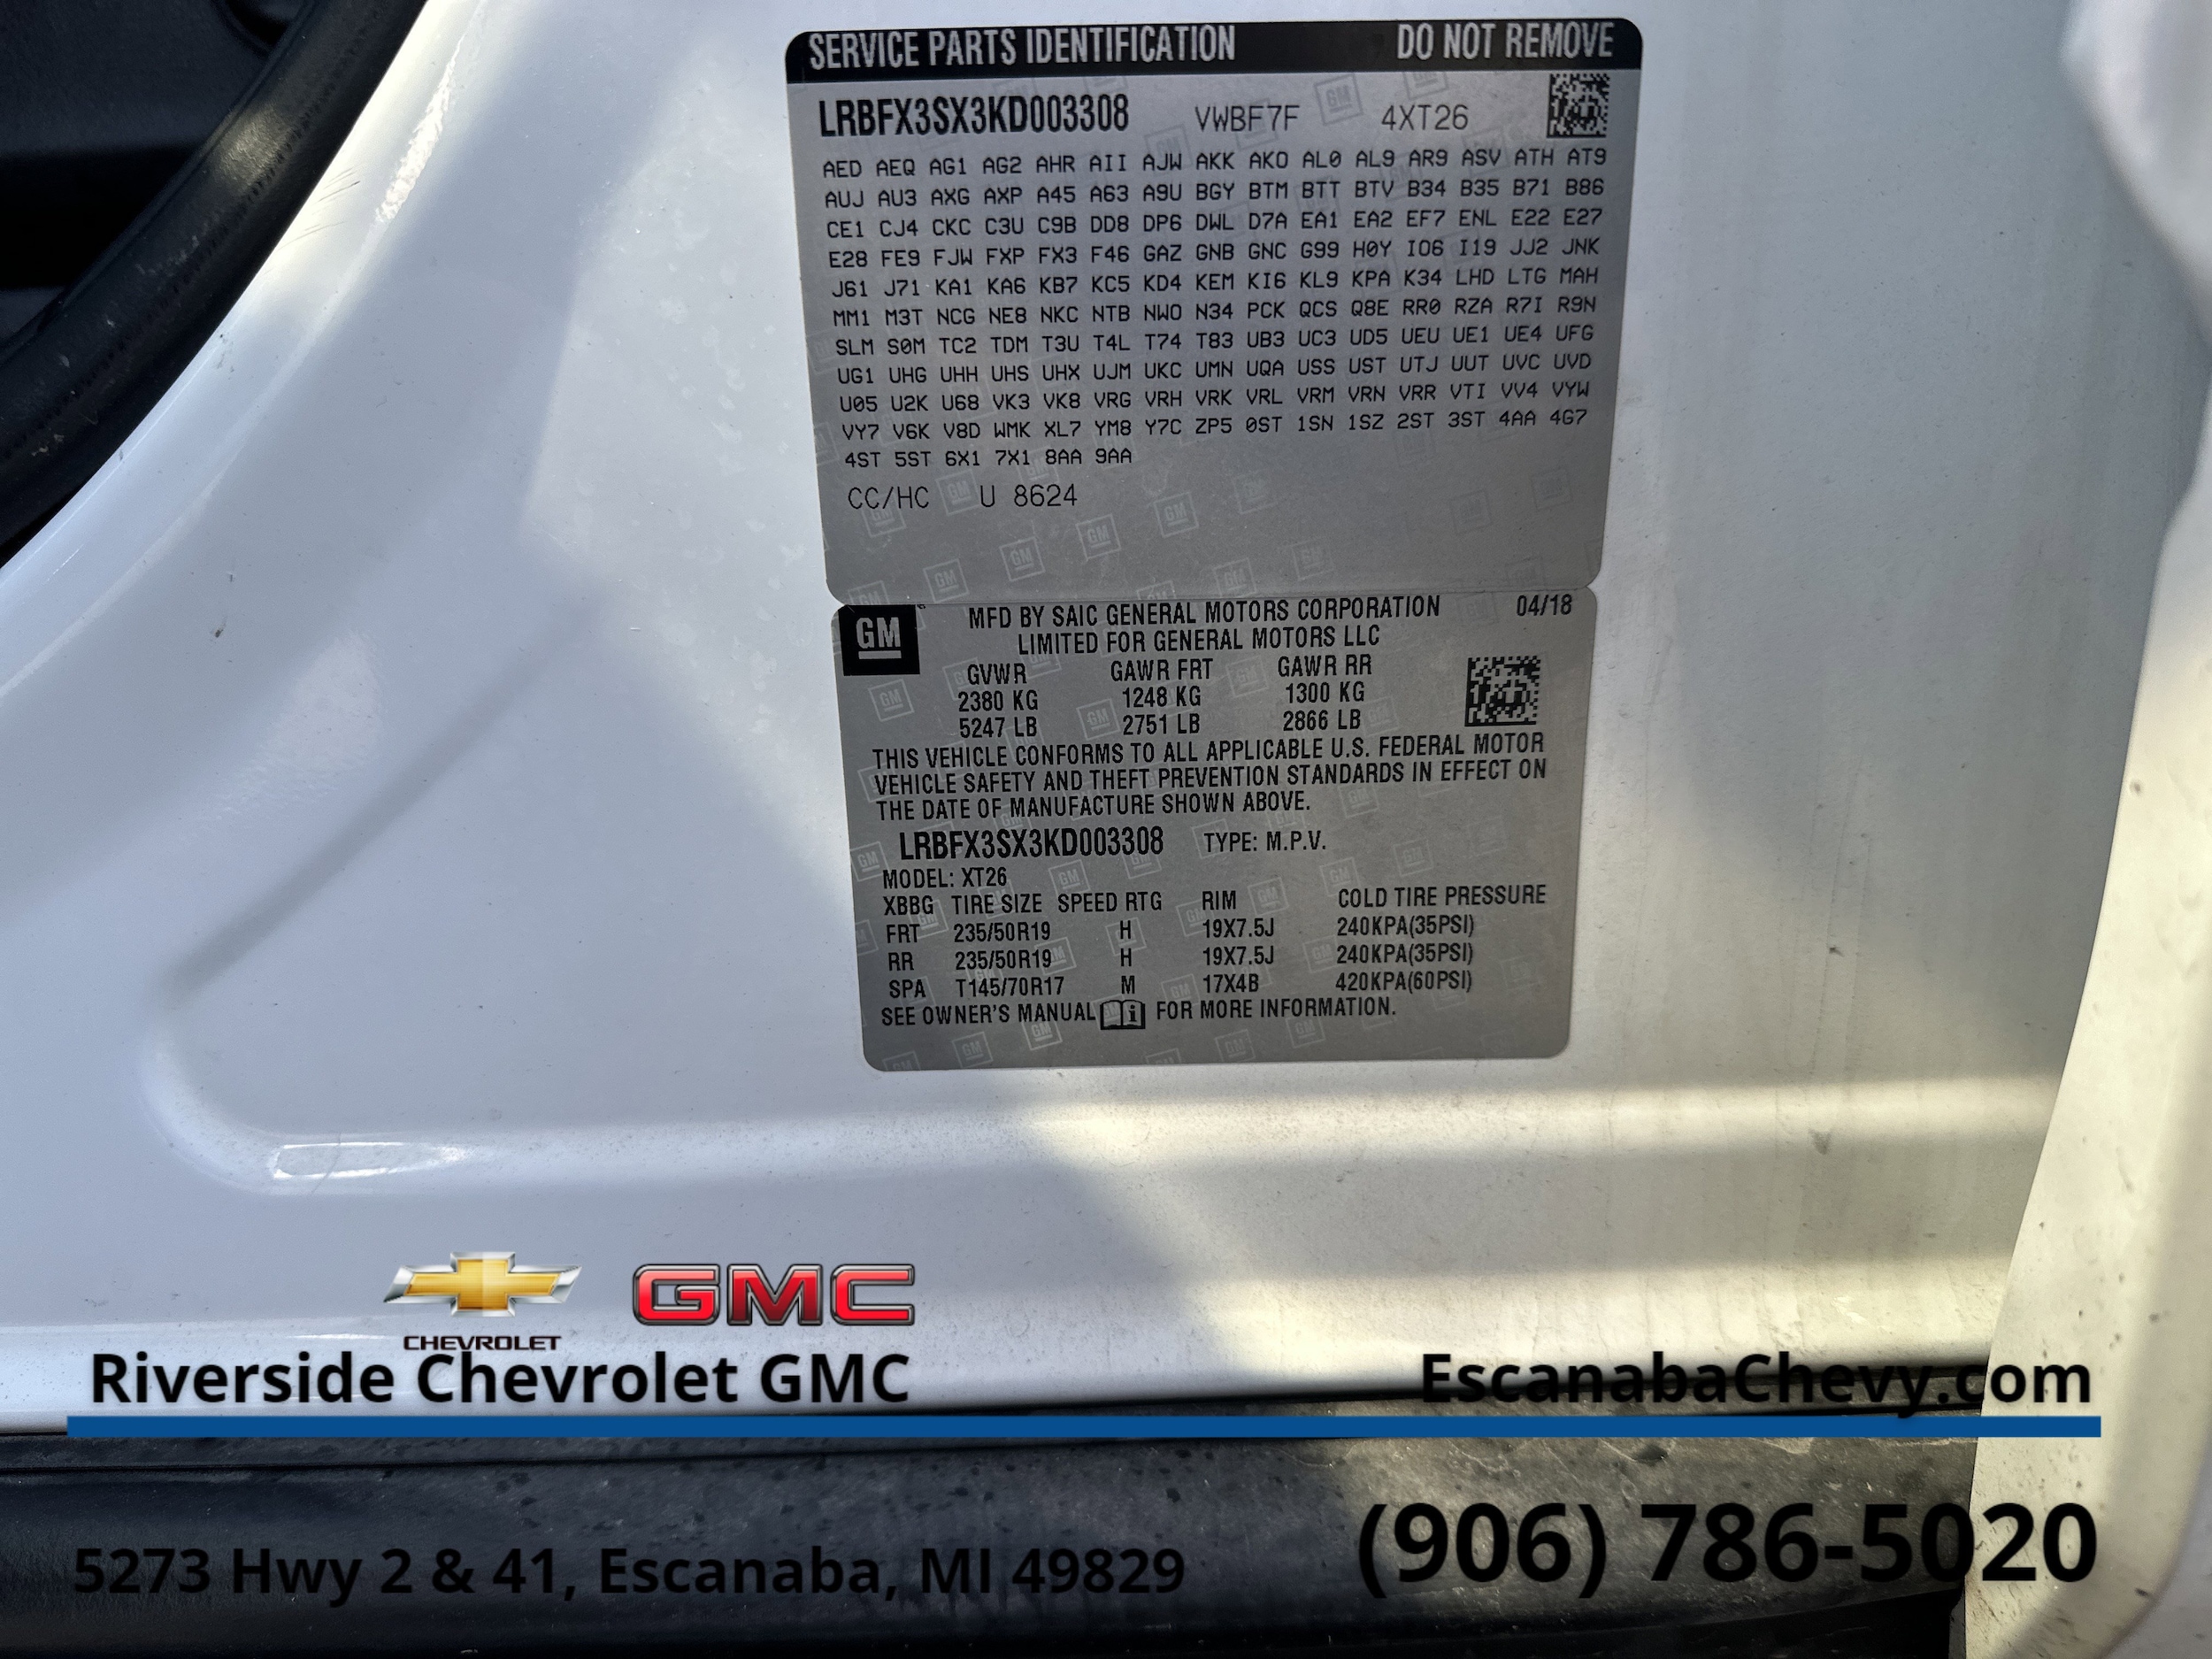 SERVICE PARTS IDENTIFICATION DO NOT REMOVE
LRBFX3SX3KD003308 VWBF7F 4XT26
AED AEQ AG1 AG2 AHR AII AJW AKK AKO AL0 AL9 AR9 ASV ATH AT9
AUJ AU3 AXG AXP A45 A63 A9U BGY BTM BTT BTV B34 B35 B71 B86
CE1 CJ4 CKC C3U C9B DD8 DP6 DWL D7A EA1 EA2 EF7 ENL E22 E27
E28 FE9 FJW FXP FX3 F46 GAZ GNB GNC G99 H0Y IO6 I19 JJ2 JNK
J61 J71 KA1 KA6 KB7 KC5 KD4 KEM KI6 KL9 KPA K34 LHD LTG MAH
MM1 M3T NCG NE8 NKC NTB NWO N34 PCK QCS Q8E RR0 RZA R7I R9N
SLM S0M TC2 TDM T3U T4L T74 T83 UB3 UC3 UD5 UEU UE1 UE4 UFG
UG1 UHG UHH UHS UHX UJM UKC UMN UQA USS UST UTJ UUT UVC UVD
U05 U2K U68 VK3 VK8 VRG VRH VRK VRL VRM VRN VRR VTI VV4 VYW
VY7 V6K V8D WMK XL7 YM8 Y7C ZP5 0ST 1SN 1SZ 2ST 3ST 4AA 4G7
4ST 5ST 6X1 7X1 8AA 9AA
CC/HC U 8624
GM MFD BY SAIC GENERAL MOTORS CORPORATION 04/18
LIMITED FOR GENERAL MOTORS LLC
GVWR GAWR FRT GAWR RR
2380 KG 1248 KG 1300 KG
5247 LB 2751 LB 2866 LB
THIS VEHICLE CONFORMS TO ALL APPLICABLE U.S. FEDERAL MOTOR
VEHICLE SAFETY AND THEFT PREVENTION STANDARDS IN EFFECT ON
THE DATE OF MANUFACTURE SHOWN ABOVE.
LRBFX3SX3KD003308 TYPE: M.P.V.
MODEL: XT26
XBBG TIRE SIZE SPEED RTG RIM COLD TIRE PRESSURE
FRT 235/50R19 H 19X7.5J 240KPA(35PSI)
RR 235/50R19 H 19X7.5J 240KPA(35PSI)
SPA T145/70R17 M 17X4B 420KPA(60PSI)
SEE OWNER'S MANUAL FOR MORE INFORMATION.
CHEVROLET GMC
Riverside Chevrolet GMC EscanabaChevy.com
5273 Hwy 2 & 41, Escanaba, MI 49829 (906) 786-5020